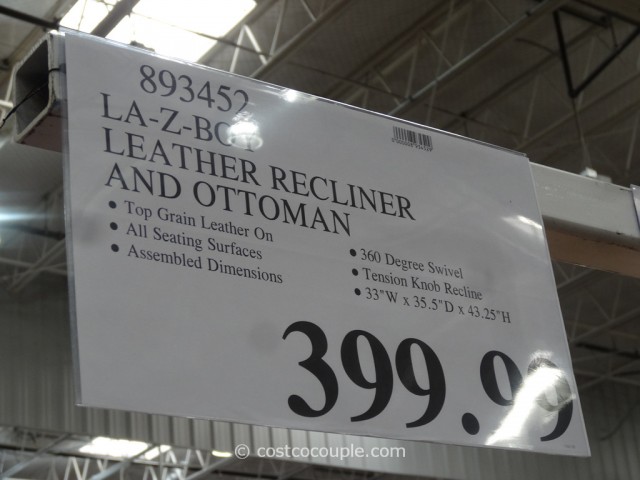 893452
LA-Z-BOY
LEATHER RECLINER
AND OTTOMAN
• Top Grain Leather On
• All Seating Surfaces
• Assembled Dimensions
• 360 Degree Swivel
• Tension Knob Recline
• 33"W x 35.5"D x 43.25"H
399.99
© costcocouple.com